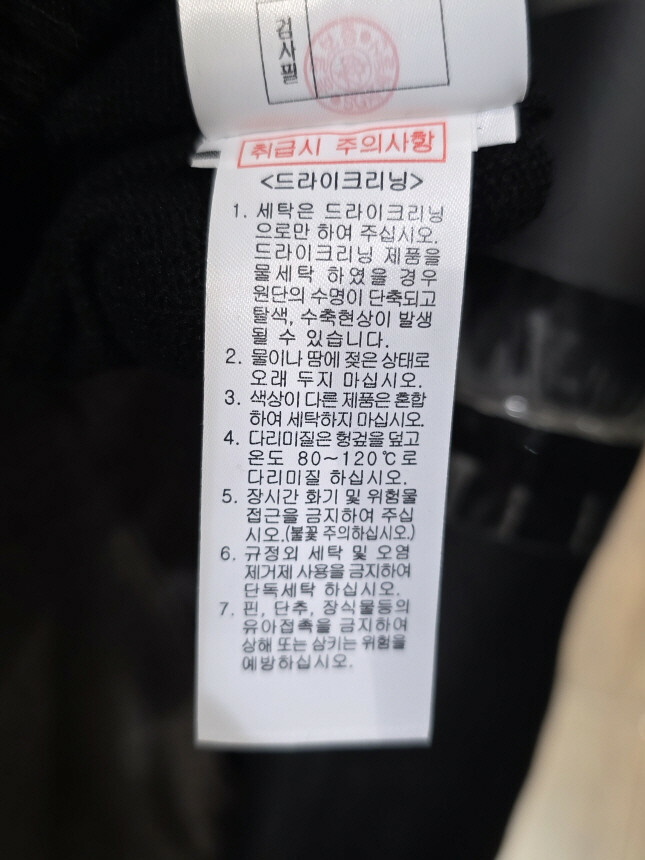 검사필
취급시 주의사항
<드라이크리닝>
1. 세탁은 드라이크리닝
으로만 하여 주십시오.
드라이크리닝 제품을
물세탁 하였을 경우
원단의 수명이 단축되고
탈색, 수축현상이 발생
될 수 있습니다.
2. 물이나 땀에 젖은 상태로
오래 두지 마십시오.
3. 색상이 다른 제품은 혼합
하여 세탁하지 마십시오.
4. 다리미질은 헝겊을 덮고
온도 80~120℃로
다리미질 하십시오.
5. 장시간 화기 및 위험물
접근을 금지하여 주십
시오.(불꽃 주의하십시오.)
6. 규정외 세탁 및 오염
제거제 사용을 금지하여
단독세탁 하십시오.
7. 핀, 단추, 장식물등의
유아접촉을 금지하여
상해 또는 삼키는 위험을
예방하십시오.